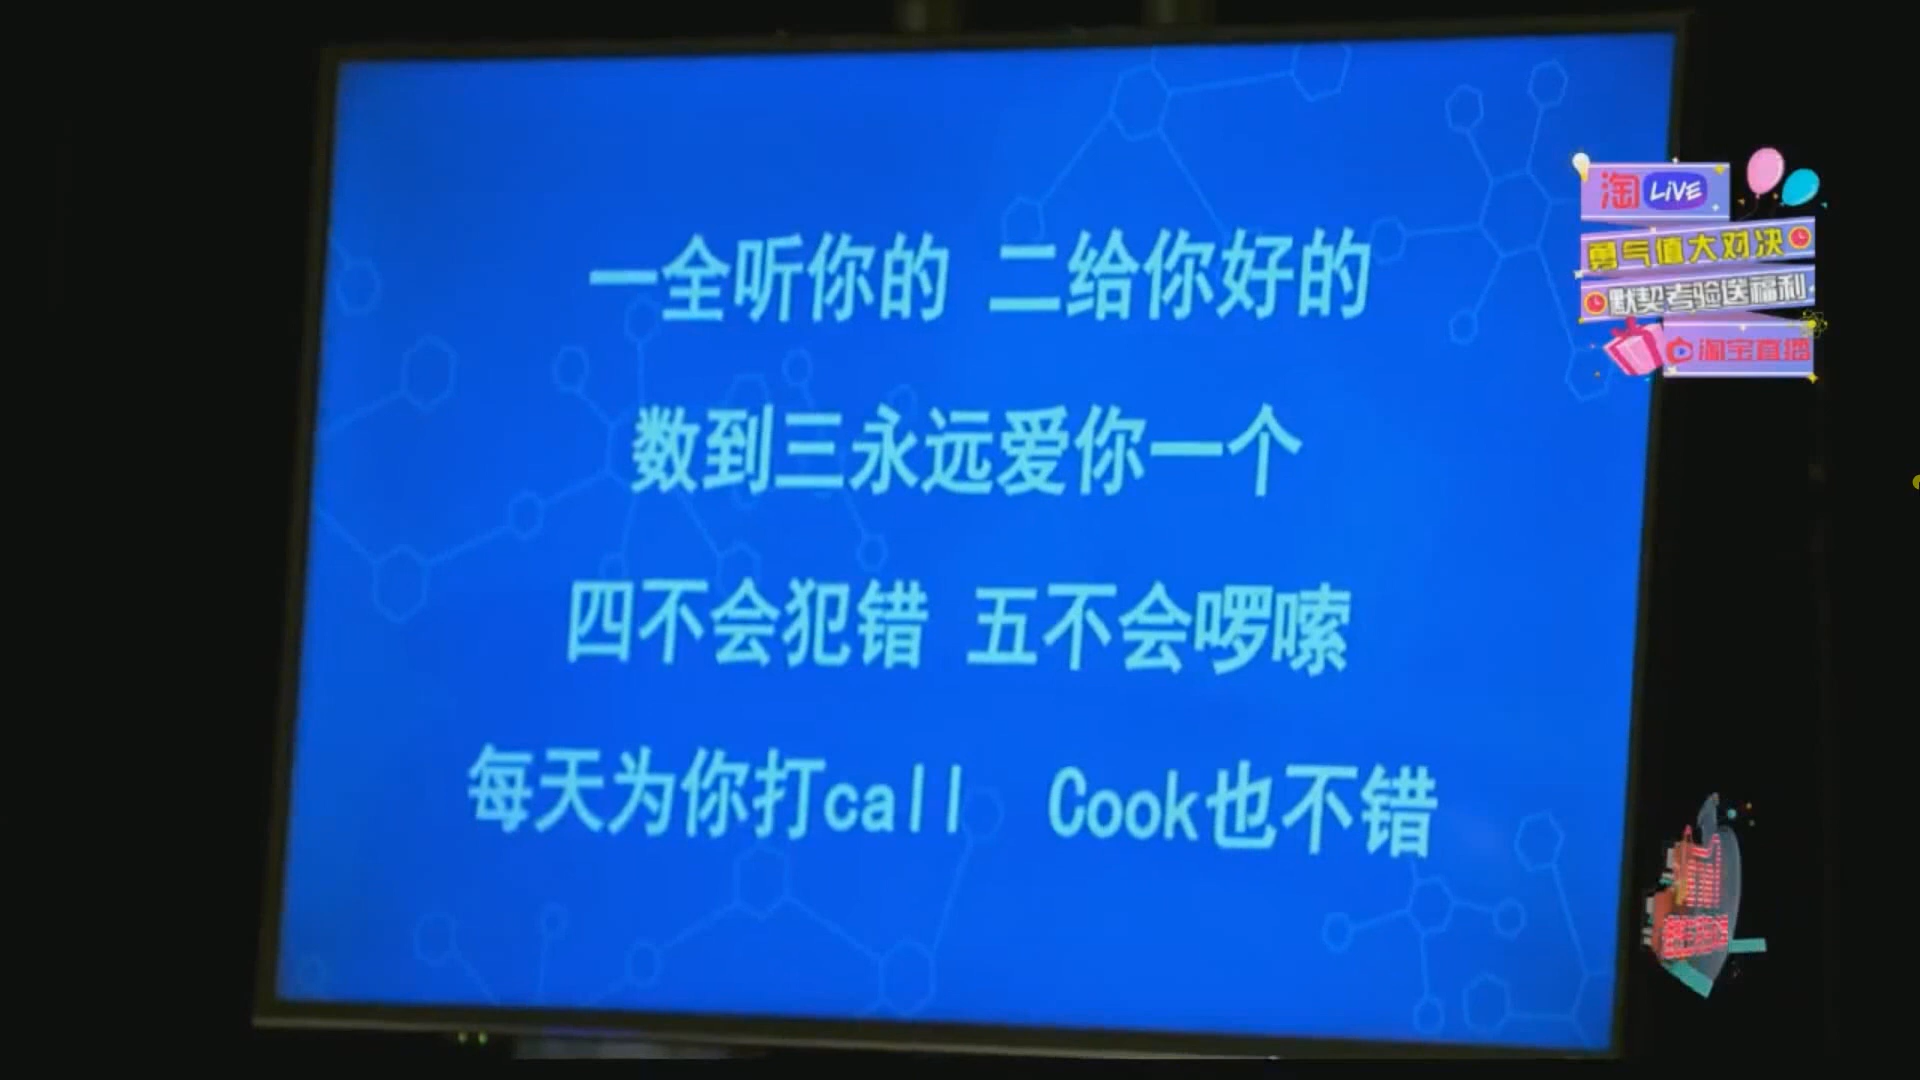 一全听你的 二给你好的
数到三永远爱你一个
四不会犯错 五不会啰嗦
每天为你打call Cook也不错
淘 LiVE
勇气值大对决
默契考验送福利
淘宝直播